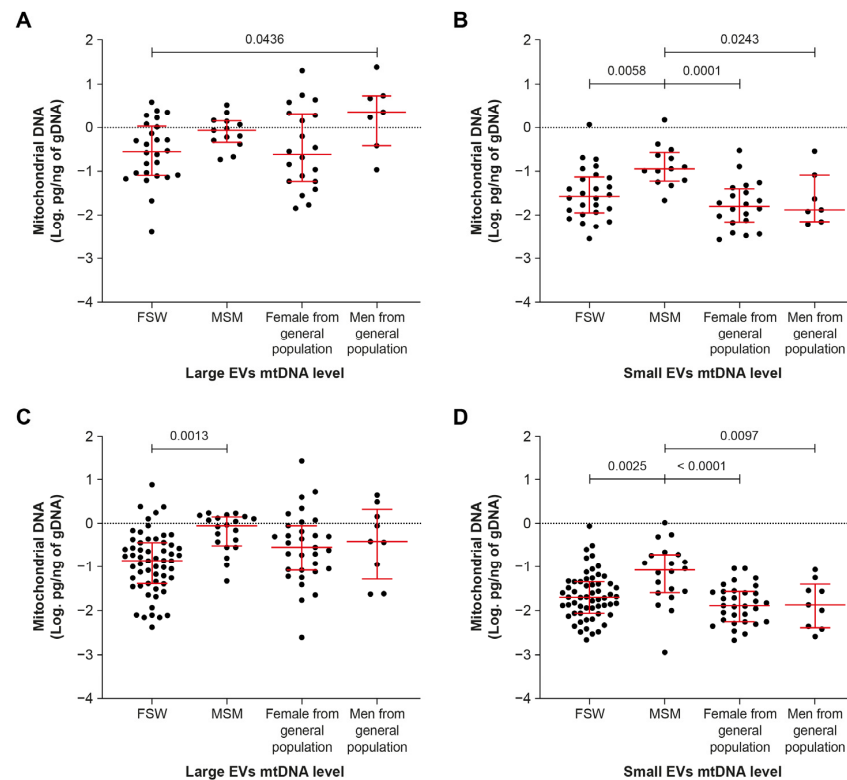 A
Mitochondrial DNA
(Log. pg/ng of gDNA)
2
1
0
−1
−2
−3
−4
0.0436
FSW
MSM
Female from
general
population
Men from
general
population
Large EVs mtDNA level
B
Mitochondrial DNA
(Log. pg/ng of gDNA)
2
1
0
−1
−2
−3
−4
0.0243
0.0058
0.0001
FSW
MSM
Female from
general
population
Men from
general
population
Small EVs mtDNA level
C
Mitochondrial DNA
(Log. pg/ng of gDNA)
2
1
0
−1
−2
−3
−4
0.0013
FSW
MSM
Female from
general
population
Men from
general
population
Large EVs mtDNA level
D
Mitochondrial DNA
(Log. pg/ng of gDNA)
2
1
0
−1
−2
−3
−4
0.0097
0.0025
< 0.0001
FSW
MSM
Female from
general
population
Men from
general
population
Small EVs mtDNA level